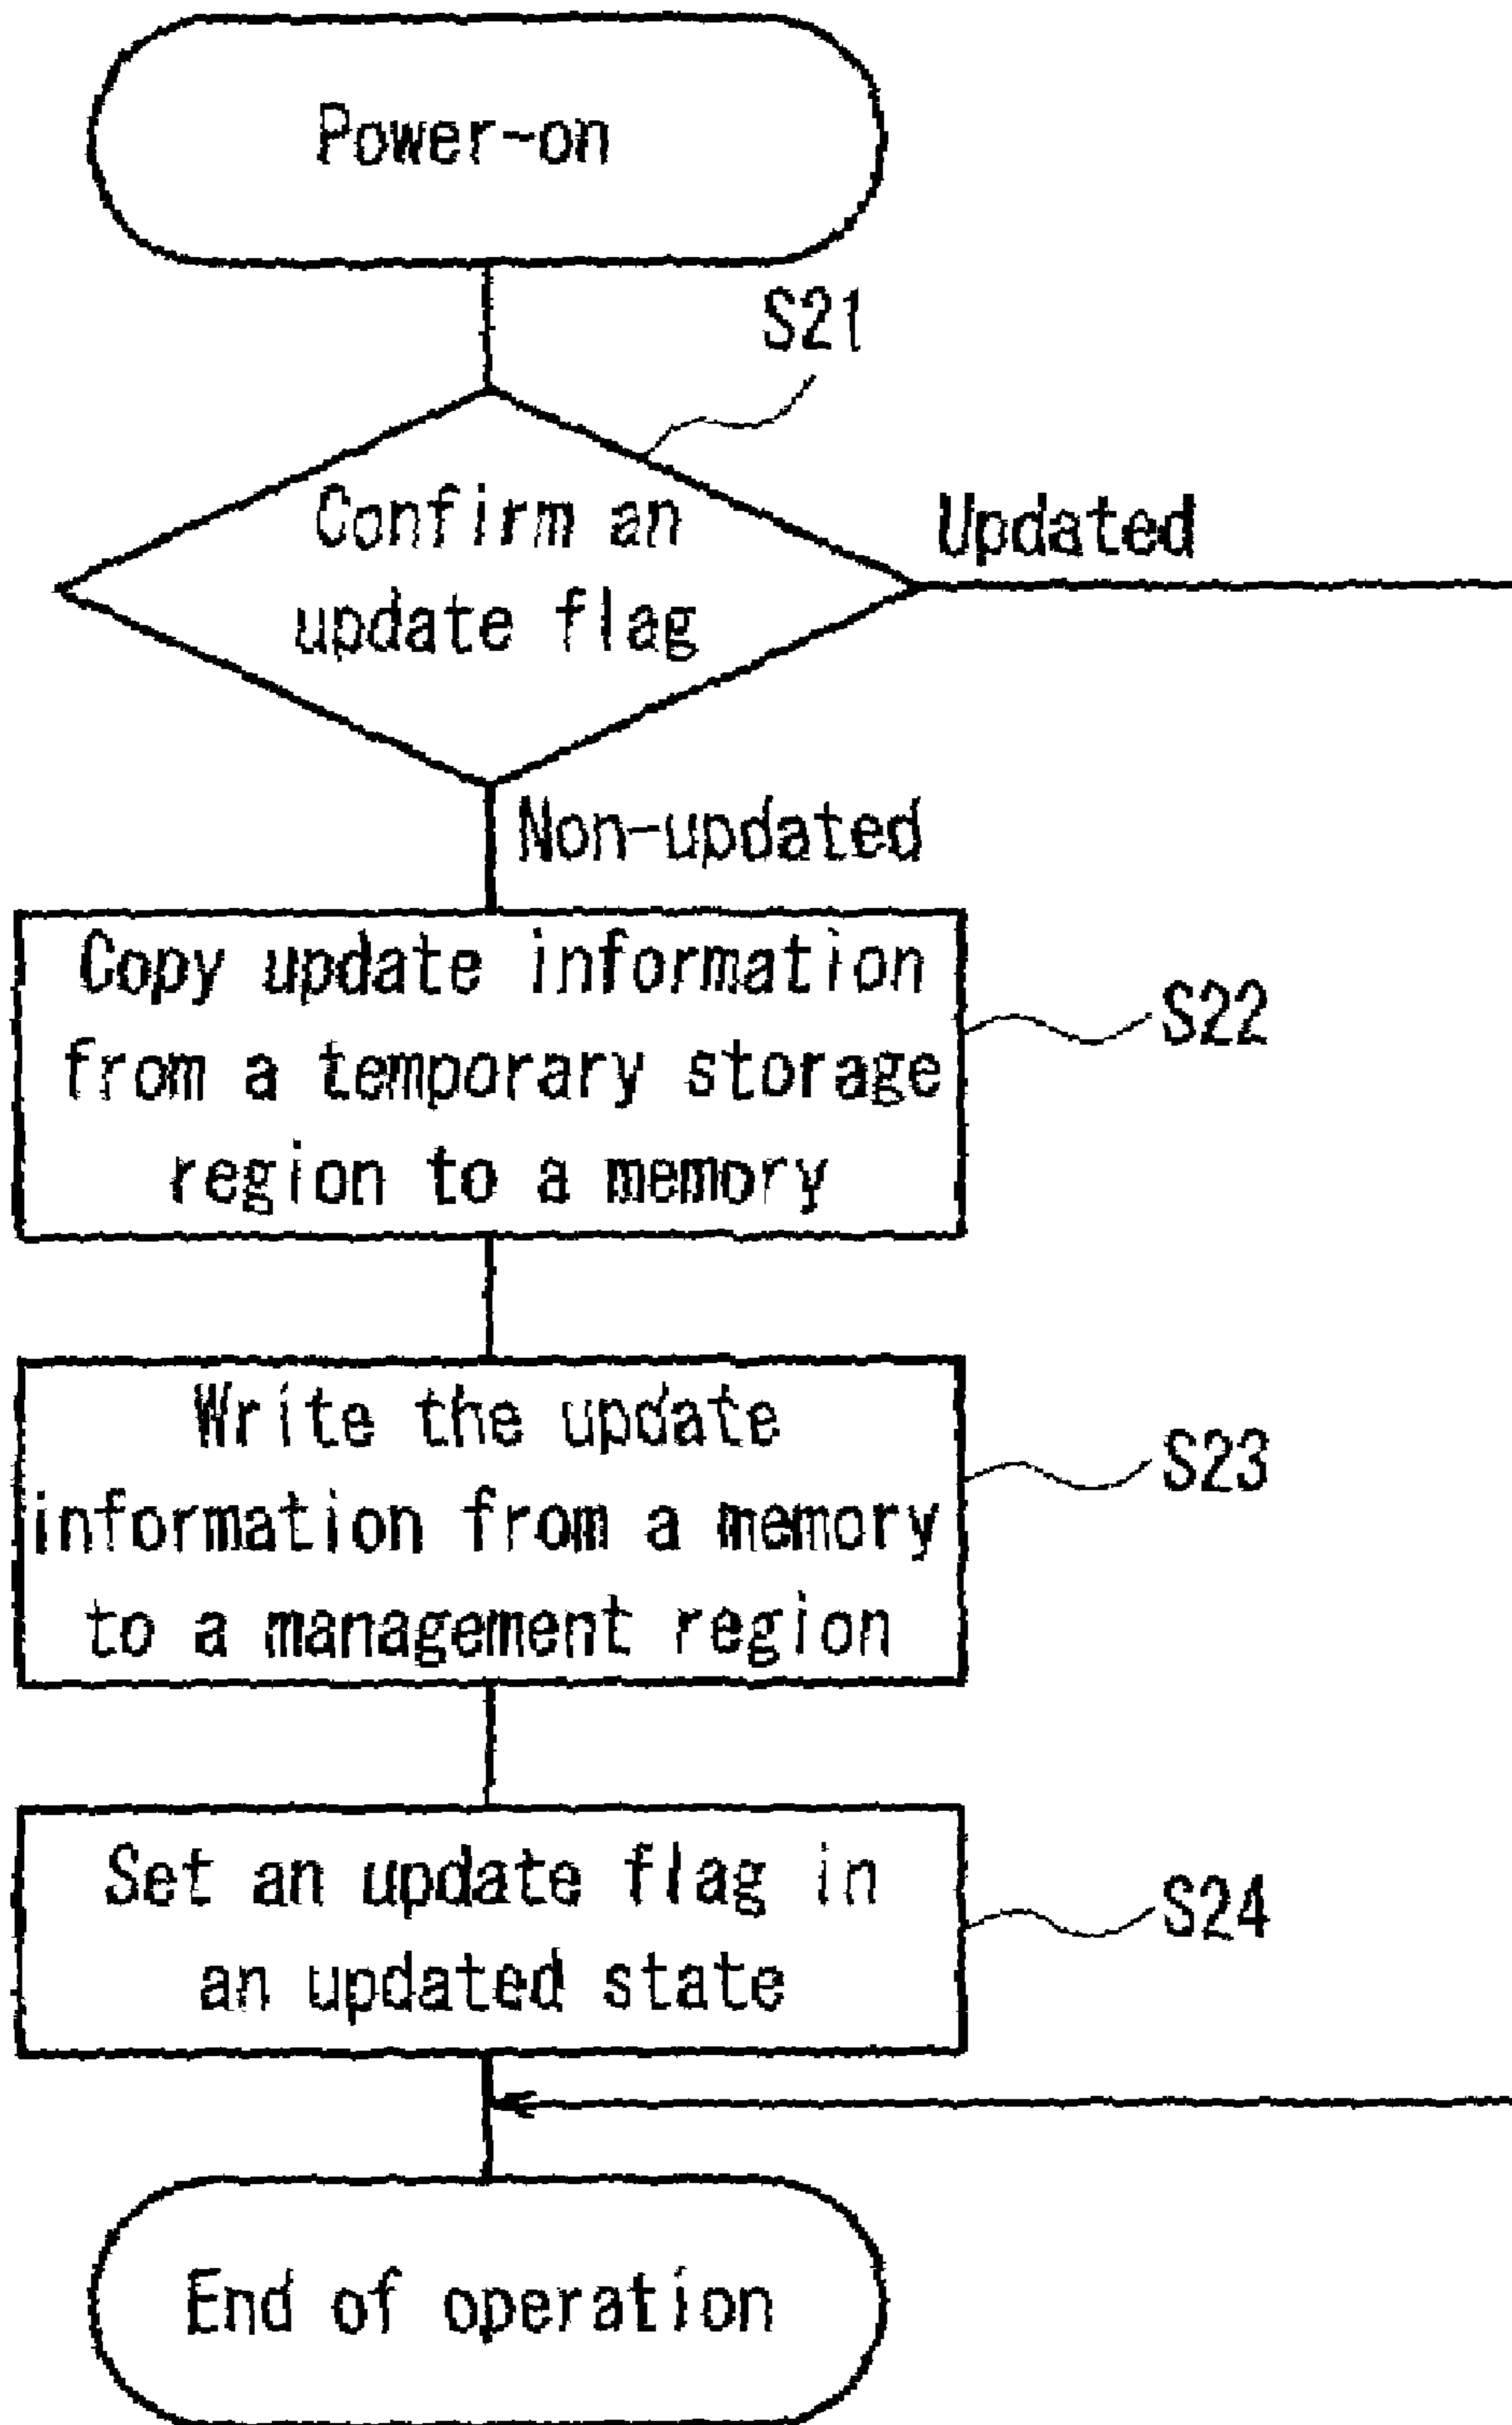 Power-on
S21
Confirm an
update flag
Updated
Non-updated
Copy update information
from a temporary storage
region to a memory
S22
Write the update
information from a memory
to a management region
S23
Set an update flag in
an updated state
S24
End of operation